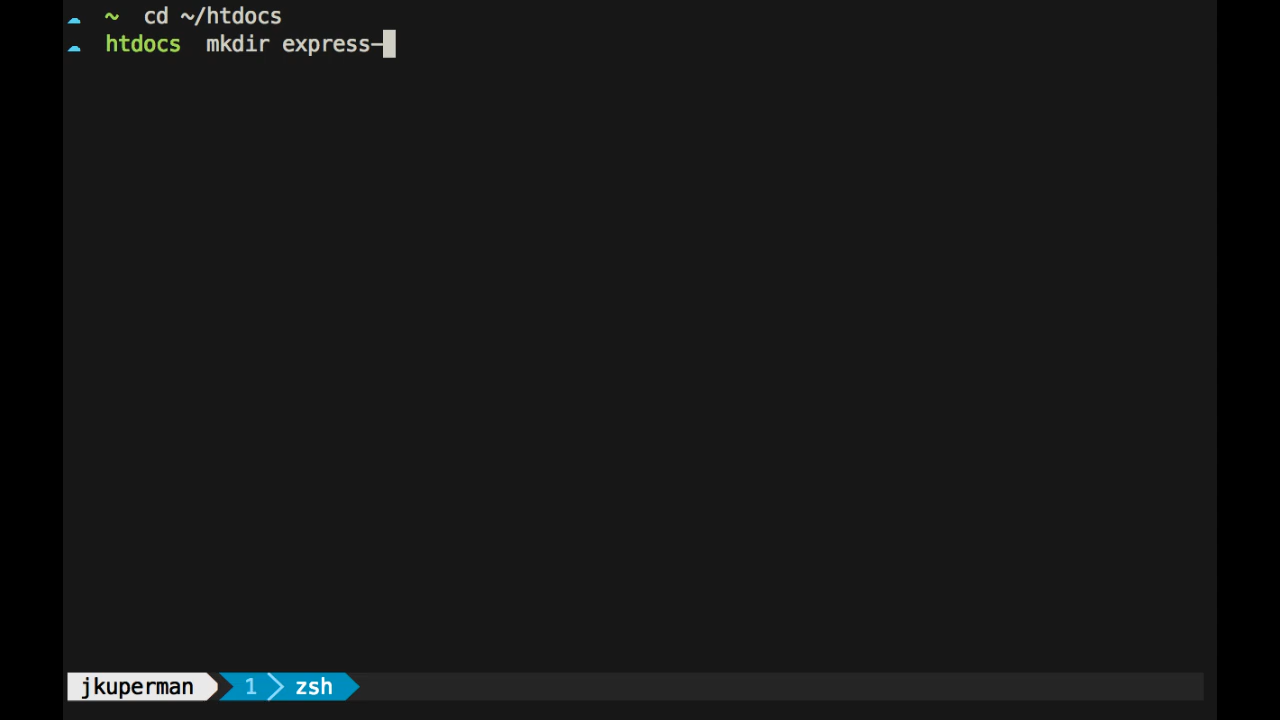 ~ cd ~/htdocs
htdocs mkdir express-
jkuperman 1 zsh